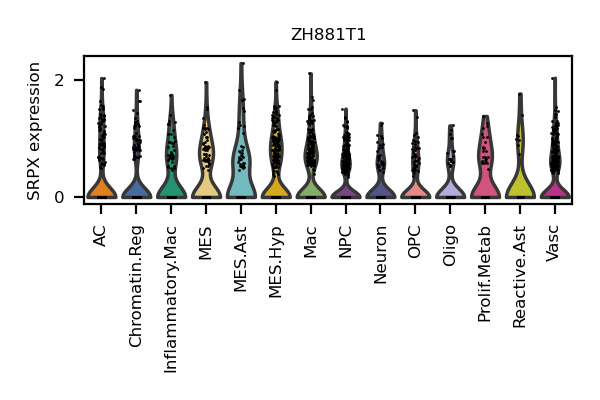 ZH881T1
SRPX expression
2
0
AC
Chromatin.Reg
Inflammatory.Mac
MES
MES.Ast
MES.Hyp
Mac
NPC
Neuron
OPC
Oligo
Prolif.Metab
Reactive.Ast
Vasc